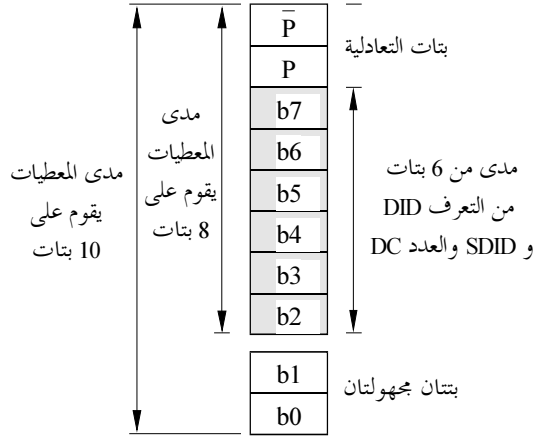 P̅
P
b7
b6
b5
b4
b3
b2
b1
b0
بتات التعادلية
مدى من 6 بتات
من التعرف DID
و SDID والعدد DC
بتتان مجهولتان
مدى
المعطيات
يقوم على
8 بتات
مدى المعطيات
يقوم على
10 بتات